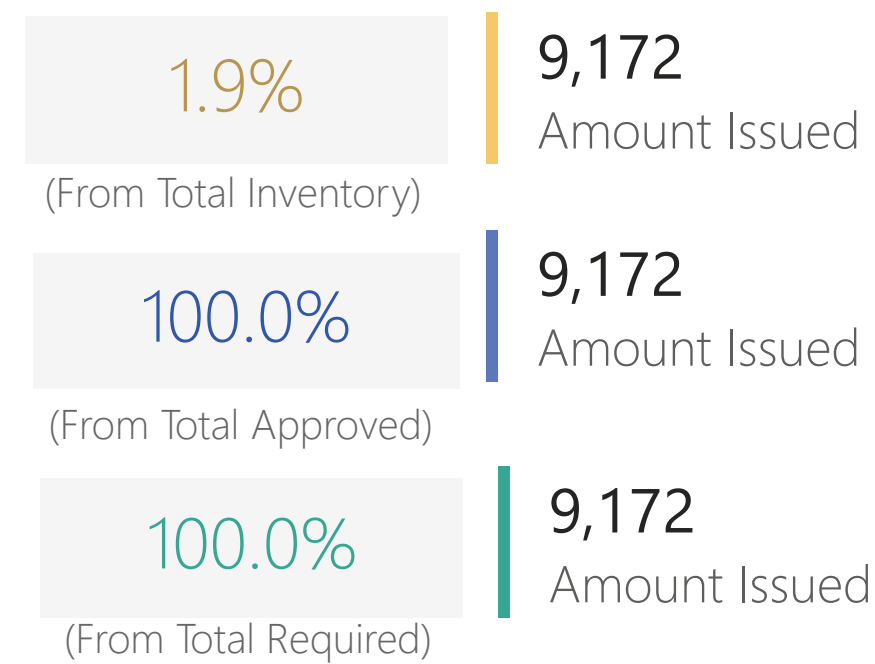 1.9%
9,172
Amount Issued
(From Total Inventory)
100.0%
9,172
Amount Issued
(From Total Approved)
100.0%
9,172
Amount Issued
(From Total Required)